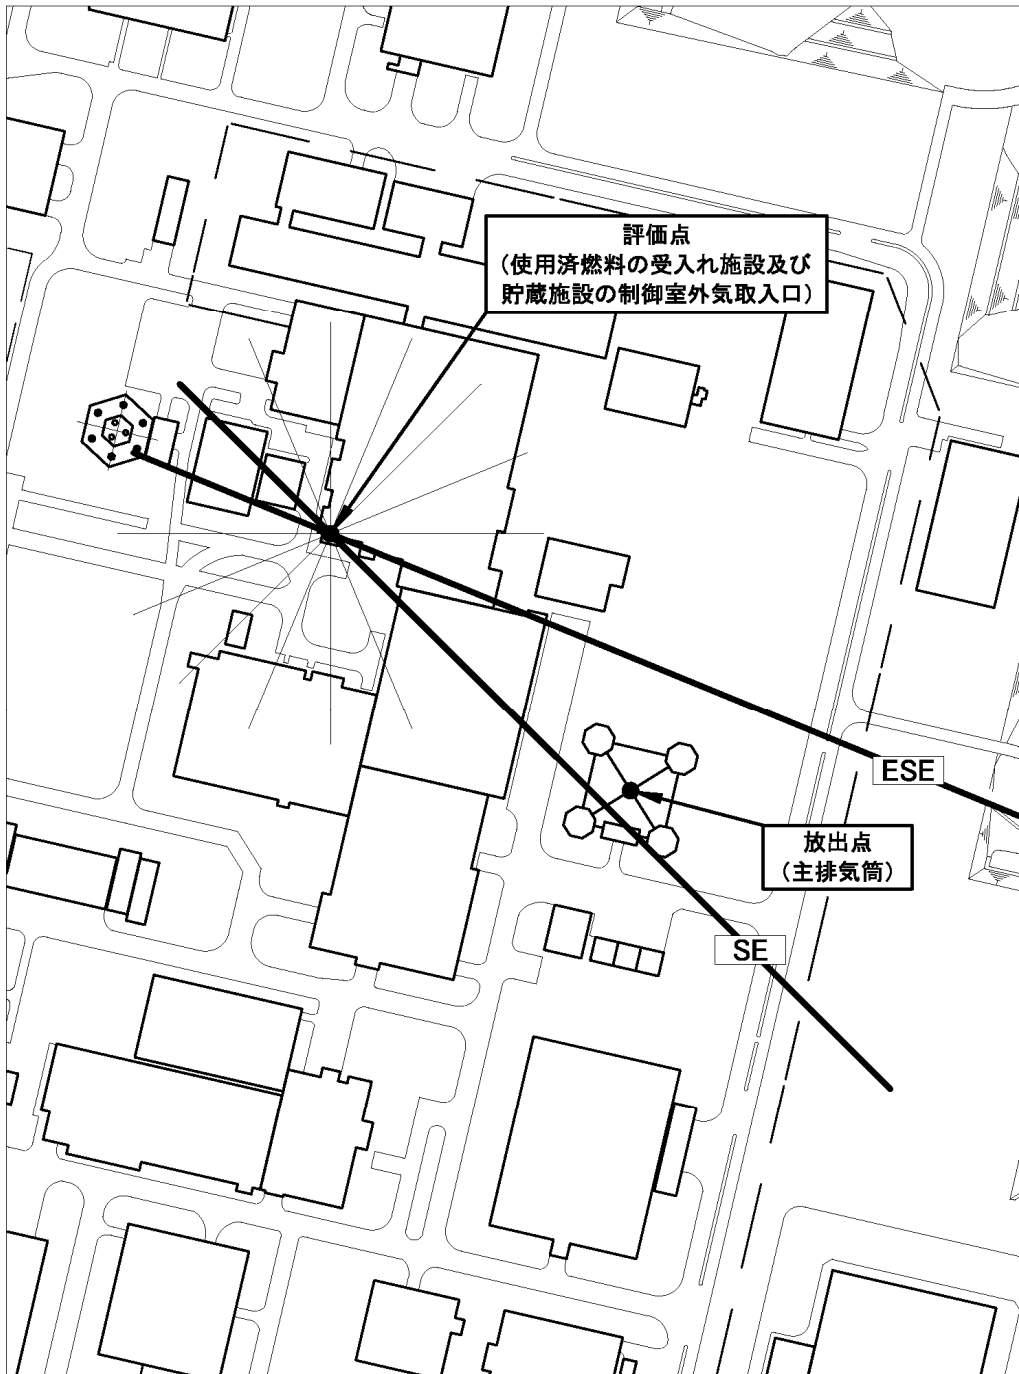 評価点
（使用済燃料の受入れ施設及び
貯蔵施設の制御室外気取入口）
ESE
放出点
（主排気筒）
SE